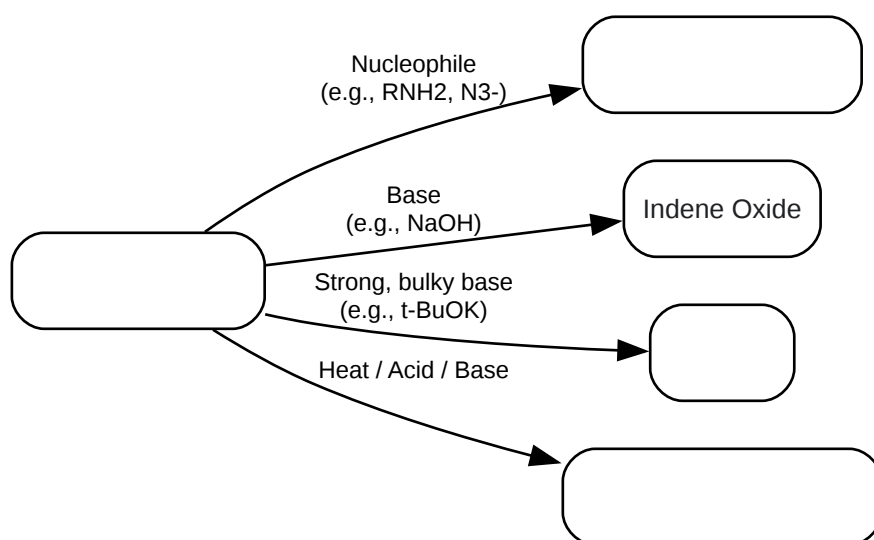 Nucleophile
(e.g., RNH2, N3-)
Base
(e.g., NaOH)
Indene Oxide
Strong, bulky base
(e.g., t-BuOK)
Heat / Acid / Base